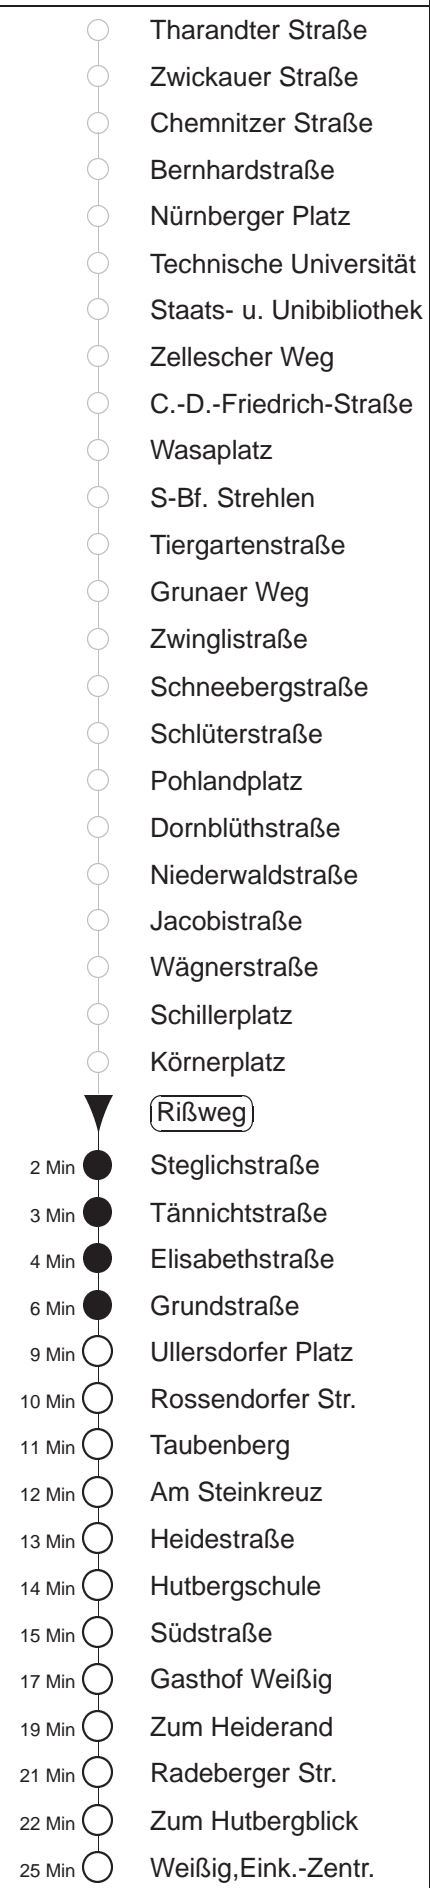 Tharandter Straße
Zwickauer Straße
Chemnitzer Straße
Bernhardstraße
Nürnberger Platz
Technische Universität
Staats- u. Unibibliothek
Zellescher Weg
C.-D.-Friedrich-Straße
Wasaplatz
S-Bf. Strehlen
Tiergartenstraße
Grunaer Weg
Zwinglistraße
Schneebergstraße
Schlüterstraße
Pohlandplatz
Dornblüthstraße
Niederwaldstraße
Jacobistraße
Wägnerstraße
Schillerplatz
Körnerplatz
Rißweg
2 Min Steglichstraße
3 Min Tännichtstraße
4 Min Elisabethstraße
6 Min Grundstraße
9 Min Ullersdorfer Platz
10 Min Rossendorfer Str.
11 Min Taubenberg
12 Min Am Steinkreuz
13 Min Heidestraße
14 Min Hutbergschule
15 Min Südstraße
17 Min Gasthof Weißig
19 Min Zum Heiderand
21 Min Radeberger Str.
22 Min Zum Hutbergblick
25 Min Weißig,Eink.-Zentr.